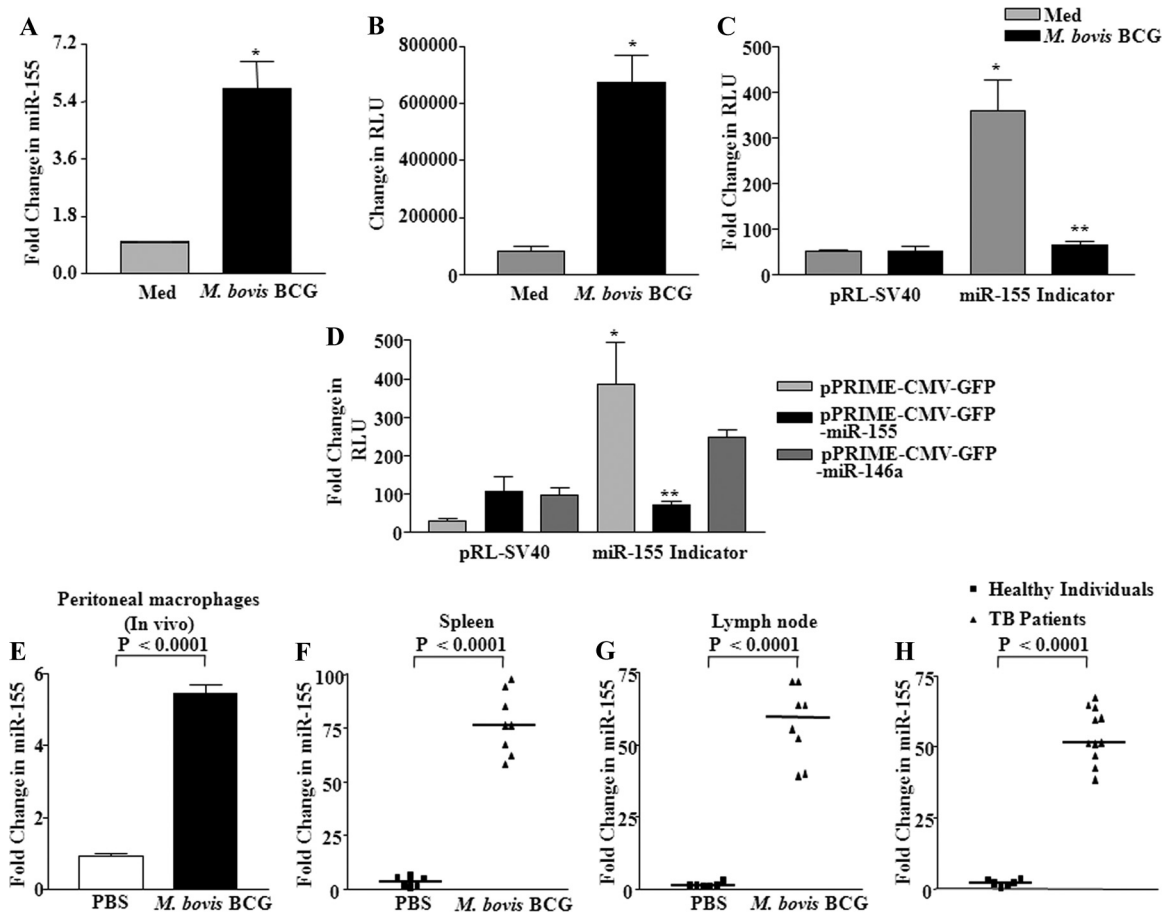 A
Fold Change in miR-155
7.2
5.4
3.6
1.8
0.0
*
Med
M. bovis BCG
B
Change in RLU
800000
600000
400000
200000
0
*
Med
M. bovis BCG
C
Med
M. bovis BCG
Fold Change in RLU
500
400
300
200
100
0
*
**
pRL-SV40
miR-155 Indicator
D
Fold Change in
RLU
500
400
300
200
100
0
*
**
pRL-SV40
miR-155 Indicator
pPRIME-CMV-GFP
pPRIME-CMV-GFP
-miR-155
pPRIME-CMV-GFP
-miR-146a
E
Peritoneal macrophages
(In vivo)
P < 0.0001
Fold Change in miR-155
6
4
2
0
PBS
M. bovis BCG
F
Spleen
P < 0.0001
Fold Change in miR-155
100
75
50
25
0
PBS
M. bovis BCG
G
Lymph node
P < 0.0001
Fold Change in miR-155
75
50
25
0
PBS
M. bovis BCG
H
Healthy Individuals
TB Patients
P < 0.0001
Fold Change in miR-155
75
50
25
0